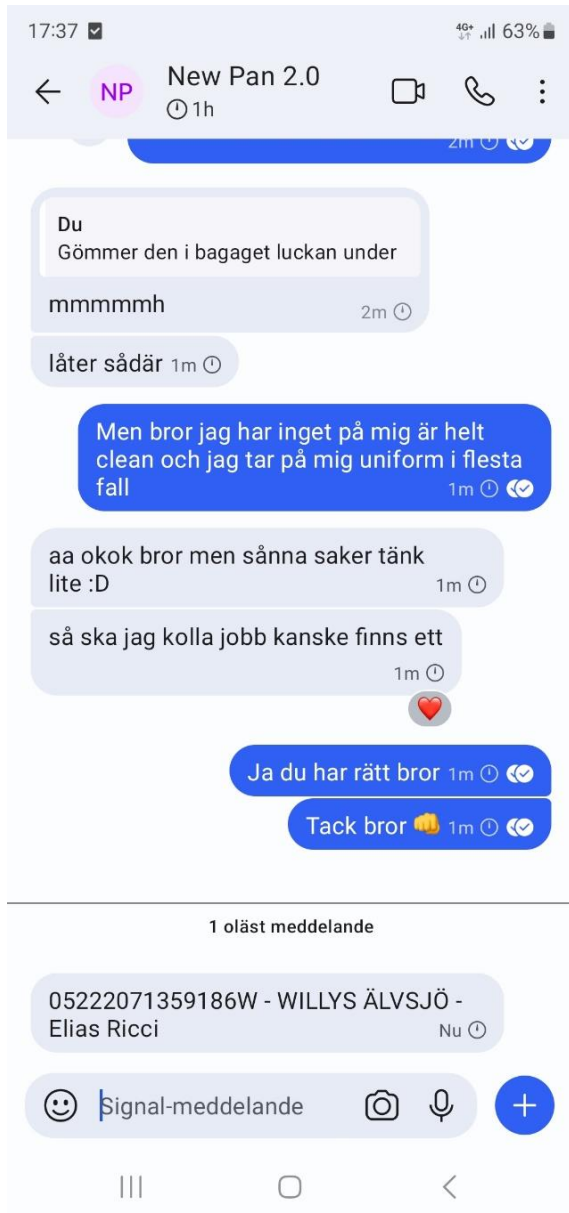 17:37
4G+ 63%
NP
New Pan 2.0
1h
2m
Du
Gömmer den i bagaget luckan under
mmmmmh 2m
låter sådär 1m
Men bror jag har inget på mig är helt
clean och jag tar på mig uniform i flesta
fall 1m
aa okok bror men sånna saker tänk
lite :D 1m
så ska jag kolla jobb kanske finns ett
1m
Ja du har rätt bror 1m
Tack bror 👊 1m
1 oläst meddelande
05222071359186W - WILLYS ÄLVSJÖ -
Elias Ricci Nu
Signal-meddelande